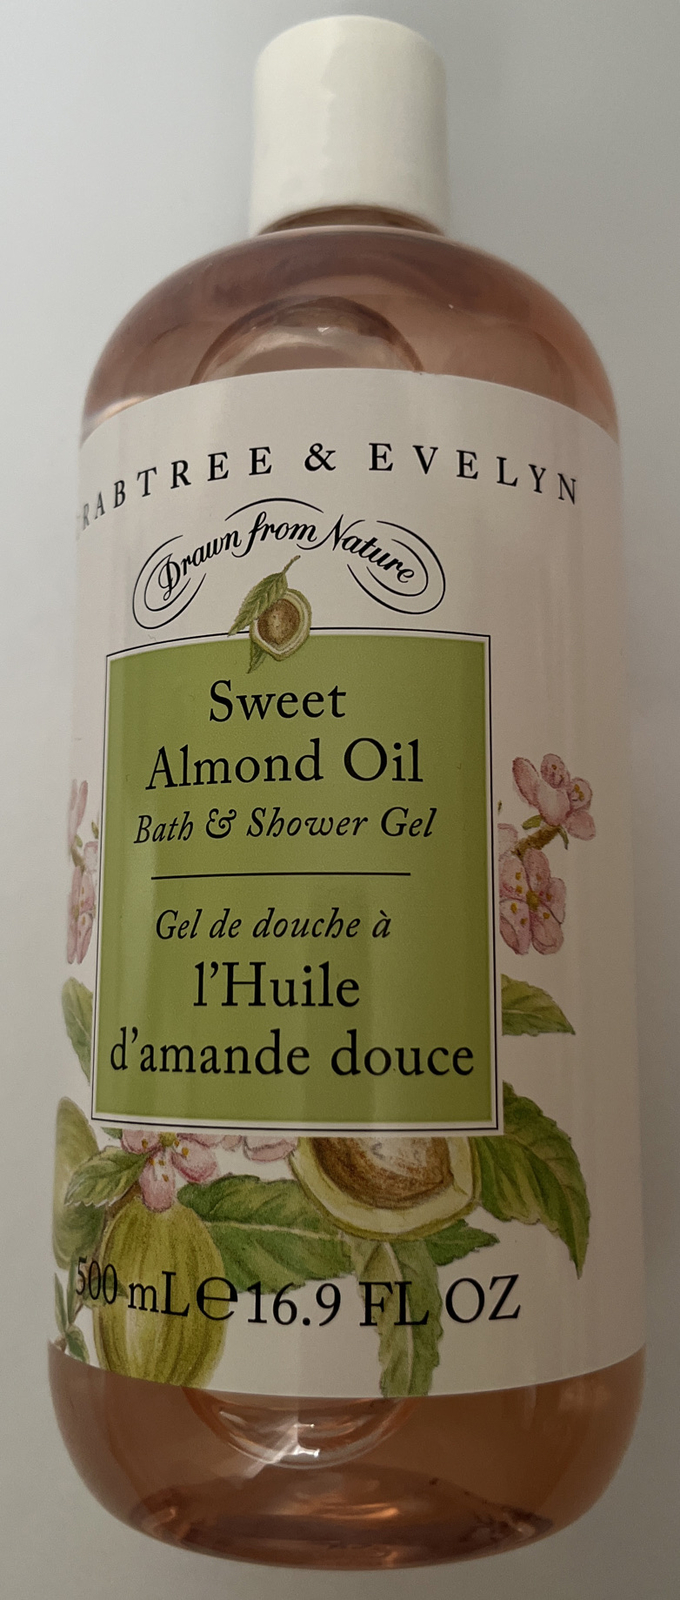 CRABTREE & EVELYN
Drawn from Nature
Sweet
Almond Oil
Bath & Shower Gel
Gel de douche à
l'Huile
d'amande douce
500 mL℮16.9 FL OZ